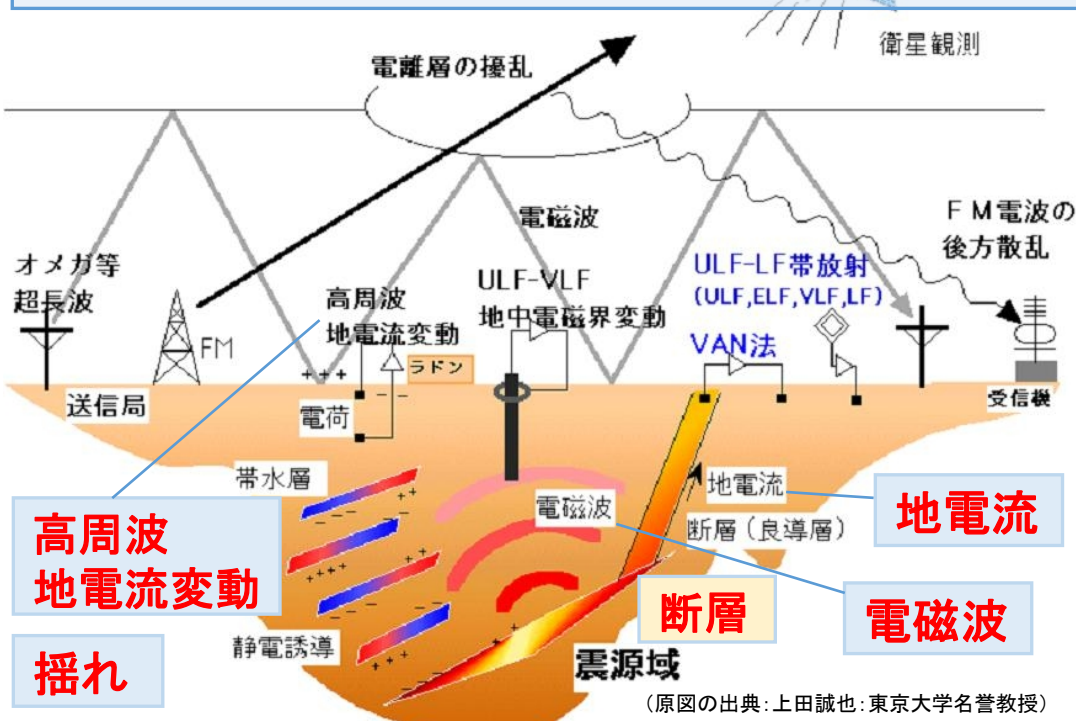 衛星観測
電離層の擾乱
電磁波
FM電波の
後方散乱
オメガ等
超長波
FM
高周波
地電流変動
ULF-VLF
地中電磁界変動
ULF-LF帯放射
(ULF,ELF,VLF,LF)
VAN法
ラドン
+++
送信局
電荷
受信機
帯水層
電磁波
地電流
断層(良導層)
静電誘導
震源域
高周波
地電流変動
揺れ
断層
地電流
電磁波
(原図の出典:上田誠也:東京大学名誉教授)